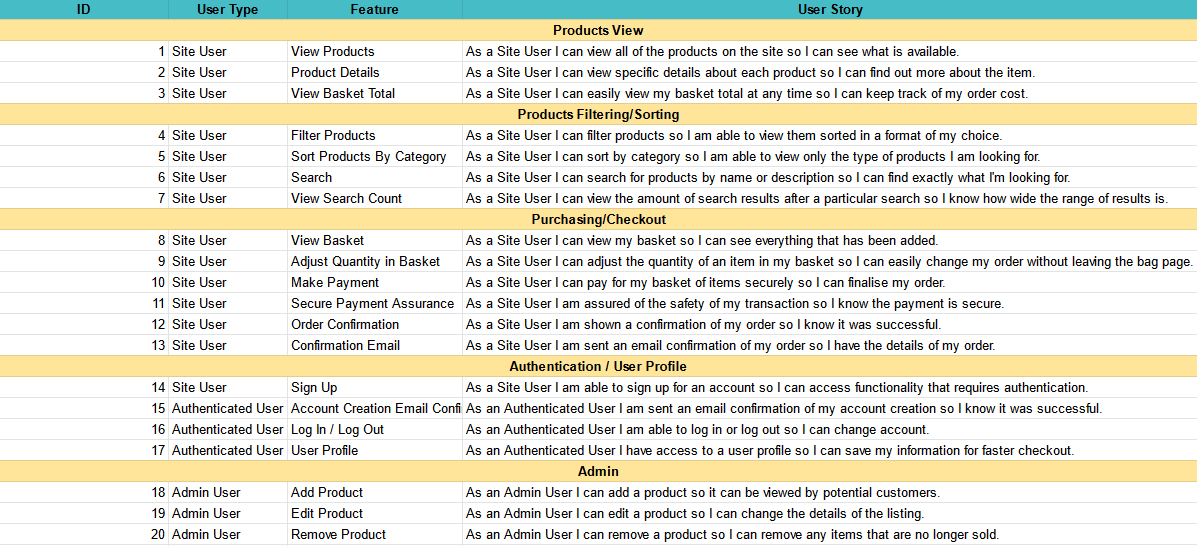 ID User Type Feature User Story
Products View
1 Site User View Products As a Site User I can view all of the products on the site so I can see what is available.
2 Site User Product Details As a Site User I can view specific details about each product so I can find out more about the item.
3 Site User View Basket Total As a Site User I can easily view my basket total at any time so I can keep track of my order cost.
Products Filtering/Sorting
4 Site User Filter Products As a Site User I can filter products so I am able to view them sorted in a format of my choice.
5 Site User Sort Products By Category As a Site User I can sort by category so I am able to view only the type of products I am looking for.
6 Site User Search As a Site User I can search for products by name or description so I can find exactly what I'm looking for.
7 Site User View Search Count As a Site User I can view the amount of search results after a particular search so I know how wide the range of results is.
Purchasing/Checkout
8 Site User View Basket As a Site User I can view my basket so I can see everything that has been added.
9 Site User Adjust Quantity in Basket As a Site User I can adjust the quantity of an item in my basket so I can easily change my order without leaving the bag page.
10 Site User Make Payment As a Site User I can pay for my basket of items securely so I can finalise my order.
11 Site User Secure Payment Assurance As a Site User I am assured of the safety of my transaction so I know the payment is secure.
12 Site User Order Confirmation As a Site User I am shown a confirmation of my order so I know it was successful.
13 Site User Confirmation Email As a Site User I am sent an email confirmation of my order so I have the details of my order.
Authentication / User Profile
14 Site User Sign Up As a Site User I am able to sign up for an account so I can access functionality that requires authentication.
15 Authenticated User Account Creation Email Confi As an Authenticated User I am sent an email confirmation of my account creation so I know it was successful.
16 Authenticated User Log In / Log Out As an Authenticated User I am able to log in or log out so I can change account.
17 Authenticated User User Profile As an Authenticated User I have access to a user profile so I can save my information for faster checkout.
Admin
18 Admin User Add Product As an Admin User I can add a product so it can be viewed by potential customers.
19 Admin User Edit Product As an Admin User I can edit a product so I can change the details of the listing.
20 Admin User Remove Product As an Admin User I can remove a product so I can remove any items that are no longer sold.